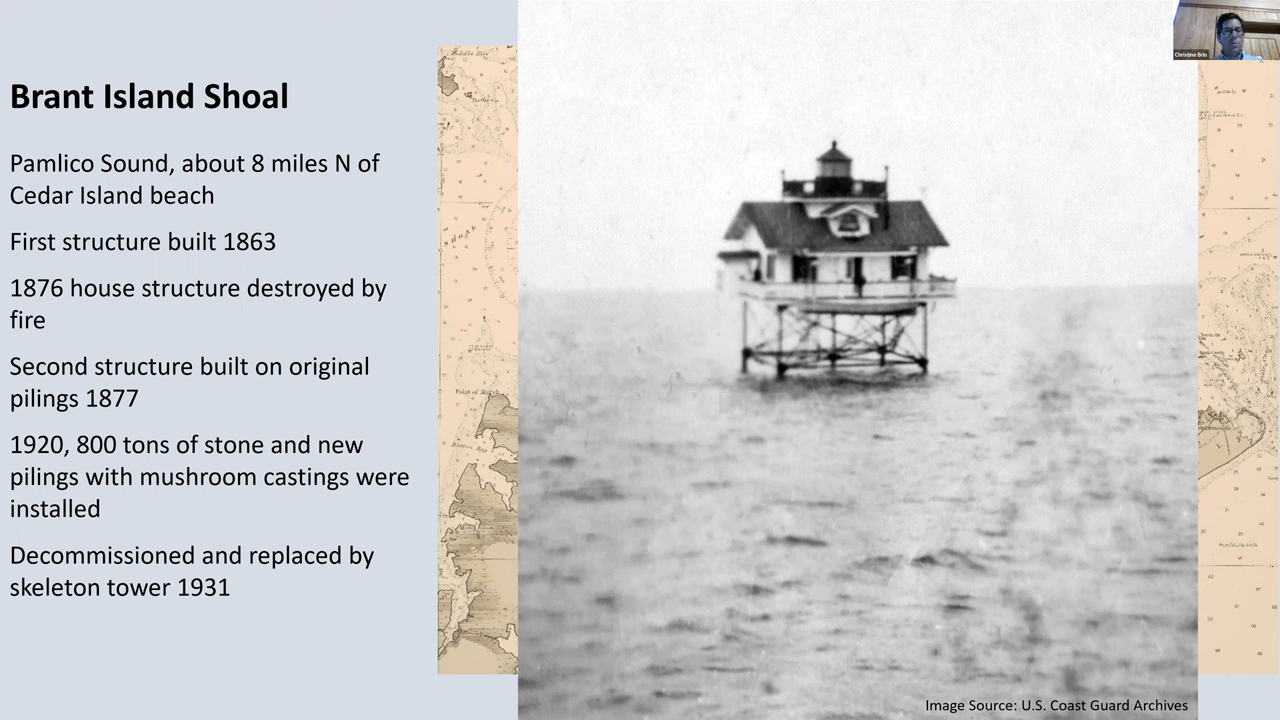 Brant Island Shoal
Pamlico Sound, about 8 miles N of
Cedar Island beach
First structure built 1863
1876 house structure destroyed by
fire
Second structure built on original
pilings 1877
1920, 800 tons of stone and new
pilings with mushroom castings were
installed
Decommissioned and replaced by
skeleton tower 1931
Christine Brin
Image Source: U.S. Coast Guard Archives